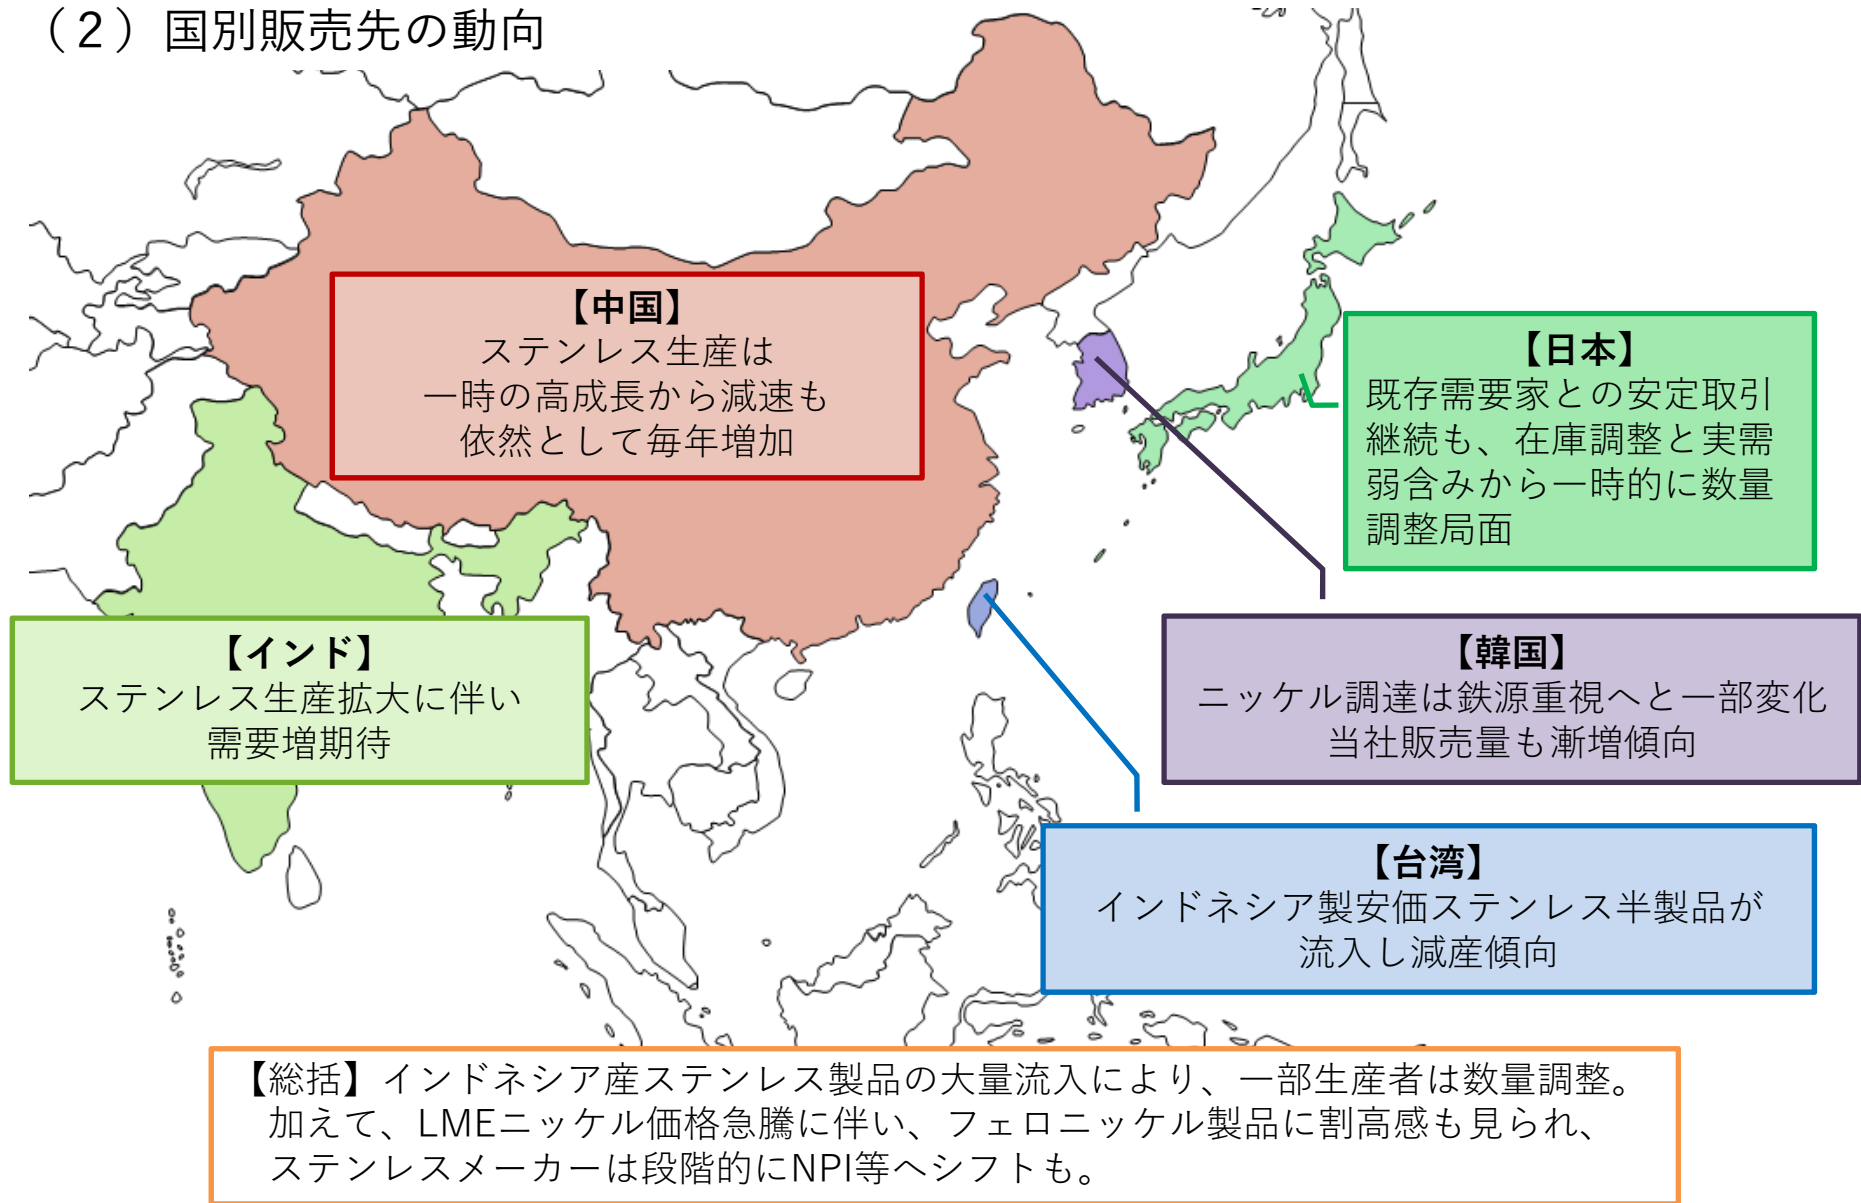 （2）国別販売先の動向
【中国】
ステンレス生産は
一時の高成長から減速も
依然として毎年増加
【日本】
既存需要家との安定取引
継続も、在庫調整と実需
弱含みから一時的に数量
調整局面
【インド】
ステンレス生産拡大に伴い
需要増期待
【韓国】
ニッケル調達は鉄源重視へと一部変化
当社販売量も漸増傾向
【台湾】
インドネシア製安価ステンレス半製品が
流入し減産傾向
【総括】インドネシア産ステンレス製品の大量流入により、一部生産者は数量調整。
加えて、LMEニッケル価格急騰に伴い、フェロニッケル製品に割高感も見られ、
ステンレスメーカーは段階的にNPI等へシフトも。